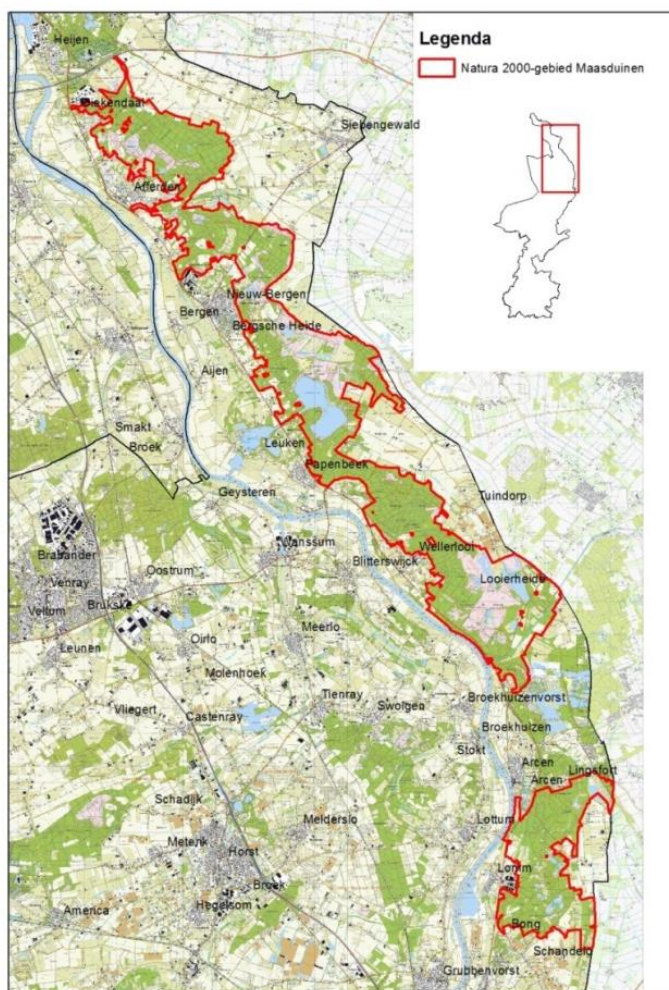 Legenda
Natura 2000-gebied Maasduinen
Heijen
Siebengewald
Afferden
Nieuw-Bergen
Bergen
Bergsche Heide
Aijen
Smakt
Broek
Leuken
Papenbeek
Geysteren
Tuindorp
Wanssum
Brabander
Wellerlooi
Blitterswijck
Oostrum
Venray
Looierheide
Brukske
Veltum
Meerlo
Leunen
Oirlo
Molenhoek
Tienray
Broekhuizenvorst
Vliegert
Castenray
Swolgen
Broekhuizen
Stokt
Arcen
Lingsfort
Arcen
Schadijk
Melderslo
Lottum
Meterik
Horst
Lomm
Broek
Hegelsom
America
Bong
Schandelo
Grubbenvorst